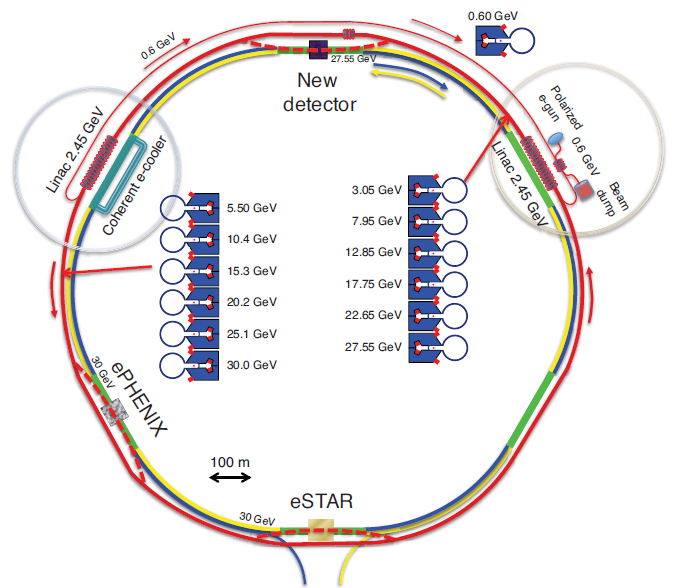 0.60 GeV
0.6 GeV
27.55 GeV
New
detector
Linac 2.45 GeV
Coherent e-cooler
Polarized
e-gun
0.6 GeV
Beam
dump
Linac 2.45 GeV
5.50 GeV
10.4 GeV
15.3 GeV
20.2 GeV
25.1 GeV
30.0 GeV
3.05 GeV
7.95 GeV
12.85 GeV
17.75 GeV
22.65 GeV
27.55 GeV
30 GeV
ePHENIX
100 m
eSTAR
30 GeV